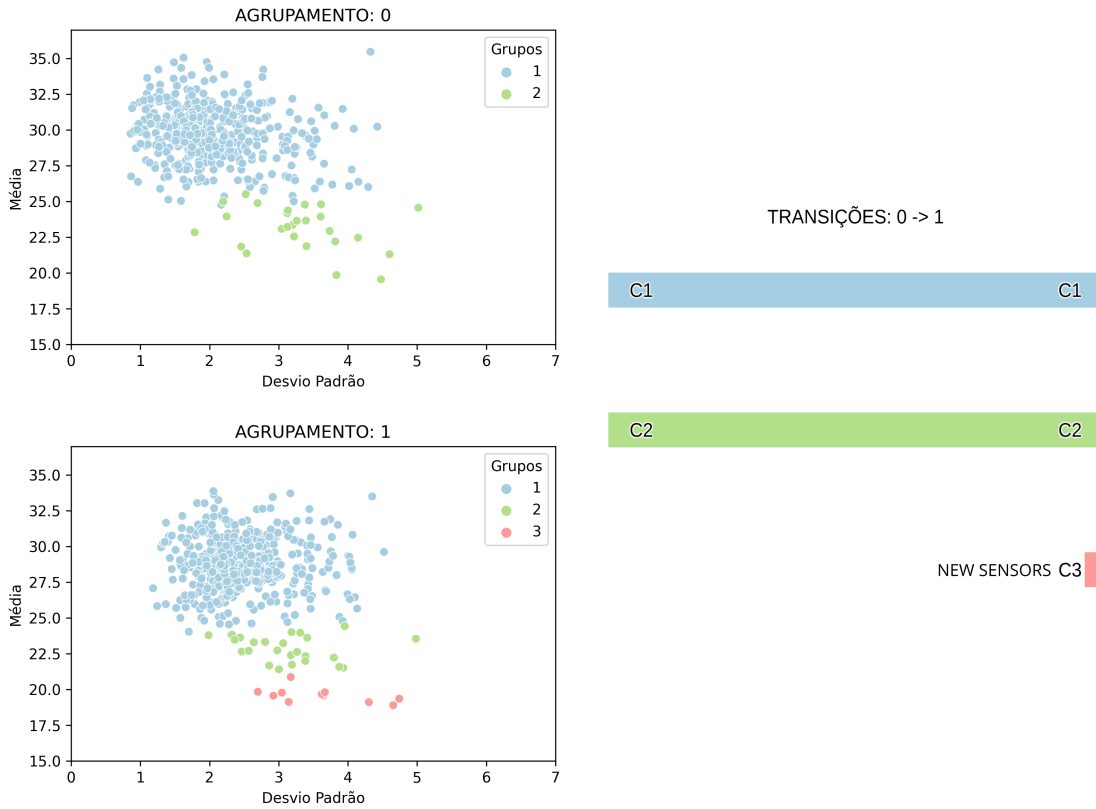 AGRUPAMENTO: 0
35.0
32.5
30.0
27.5
25.0
22.5
20.0
17.5
15.0
Média
0 1 2 3 4 5 6 7
Desvio Padrão
Grupos
1
2
AGRUPAMENTO: 1
35.0
32.5
30.0
27.5
25.0
22.5
20.0
17.5
15.0
Média
0 1 2 3 4 5 6 7
Desvio Padrão
Grupos
1
2
3
TRANSIÇÕES: 0 -> 1
C1 C1
C2 C2
NEW SENSORS C3